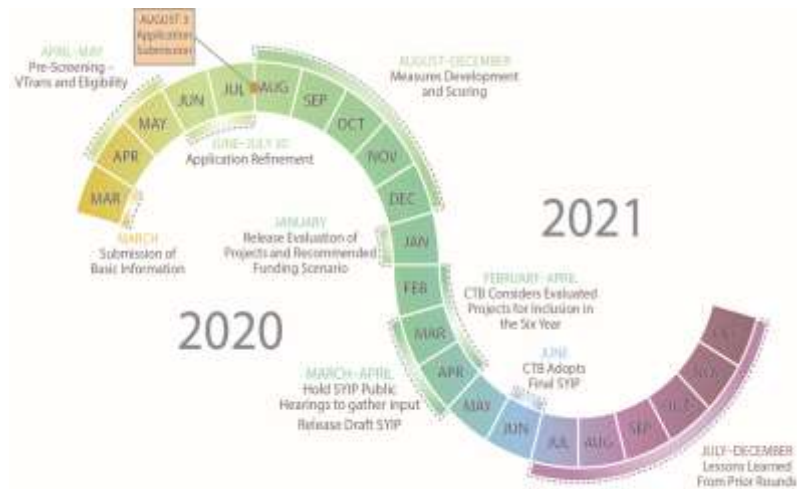 AUGUST 3
Application
Submission
APRIL-MAY
Pre-Screening –
VTrans and Eligibility
AUGUST-DECEMBER
Measures Development
and Scoring
MAR
APR
MAY
JUN
JUL
AUG
SEP
OCT
NOV
DEC
JAN
FEB
MAR
APR
MAY
JUN
JUL
AUG
SEP
Application Refinement
MARCH
Submission of
Basic Information
JANUARY
Release Evaluation of
Projects and Recommended
Funding Scenario
2020
2021
FEBRUARY-APRIL
CTB Considers Evaluated
Projects for Inclusion in
the Six Year
MARCH-APRIL
Hold SYIP Public
Hearings to gather input
Release Draft SYIP
JUNE
CTB Adopts
Final SYIP
JULY-DECEMBER
Lessons Learned
From Prior Rounds